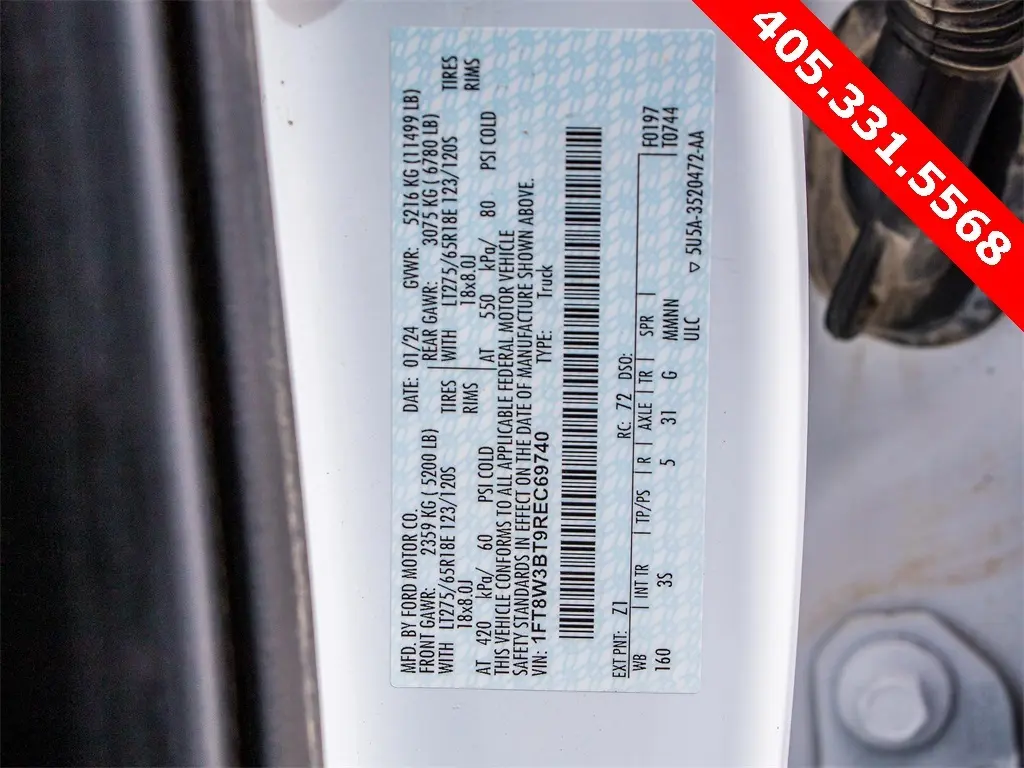 405.331.5568
MFD. BY FORD MOTOR CO. DATE: 01/24 GVWR: 5216 KG (11499 LB)
FRONT GAWR: 2359 KG ( 5200 LB) REAR GAWR: 3075 KG ( 6780 LB)
WITH LT275/65R18E 123/120S TIRES WITH LT275/65R18E 123/120S TIRES
18x8.0J RIMS 18x8.0J RIMS
AT 420 kPa/ 60 PSI COLD AT 550 kPa/ 80 PSI COLD
THIS VEHICLE CONFORMS TO ALL APPLICABLE FEDERAL MOTOR VEHICLE
SAFETY STANDARDS IN EFFECT ON THE DATE OF MANUFACTURE SHOWN ABOVE.
VIN: 1FT8W3BT9REC69740 TYPE: Truck
F0197
EXT PNT: Z1 RC: 72 DSO: T0744
WB INT TR TP/PS R AXLE TR SPR
160 3S 5 31 G MMNIN
ULC
▽ 5U5A-3520472-AA